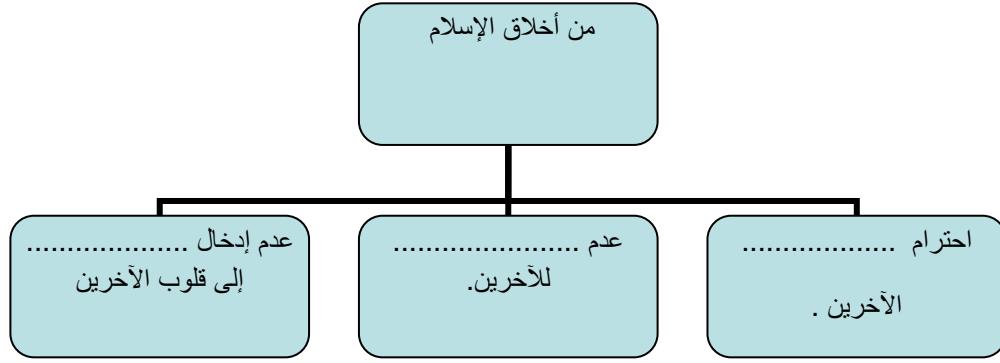 من أخلاق الإسلام
احترام ..................
الآخرين .
عدم ......................
للآخرين.
عدم إدخال ...................
إلى قلوب الآخرين